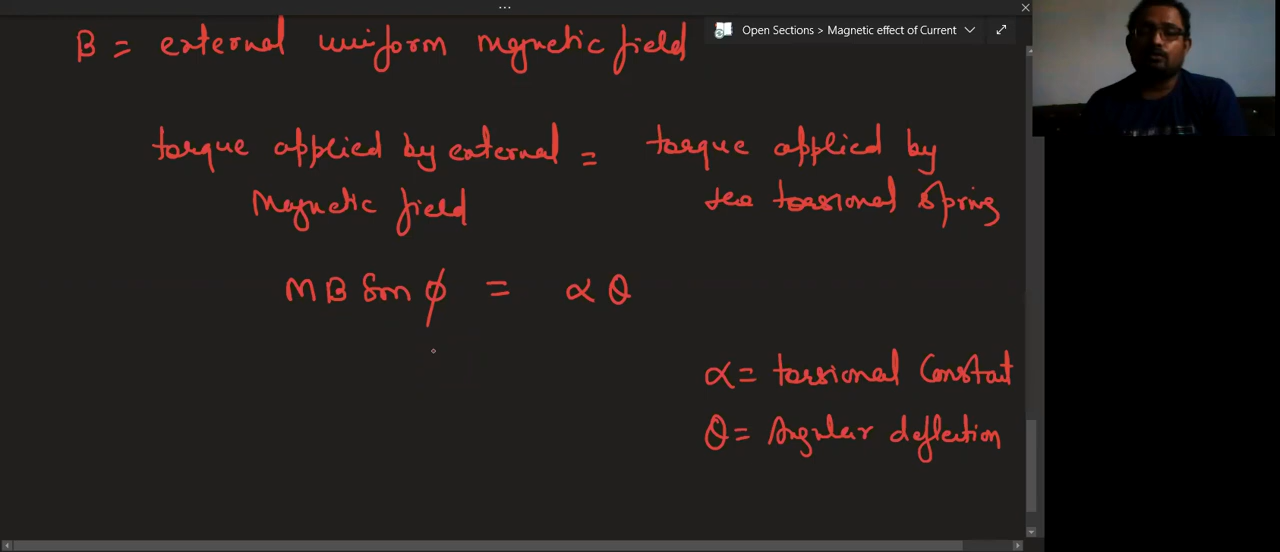 Open Sections > Magnetic effect of Current
B = external uniform magnetic field
torque applied by external = torque applied by
Magnetic field torsional Spring
MB Sin φ = α θ
α = torsional Constant
θ = Angular deflection